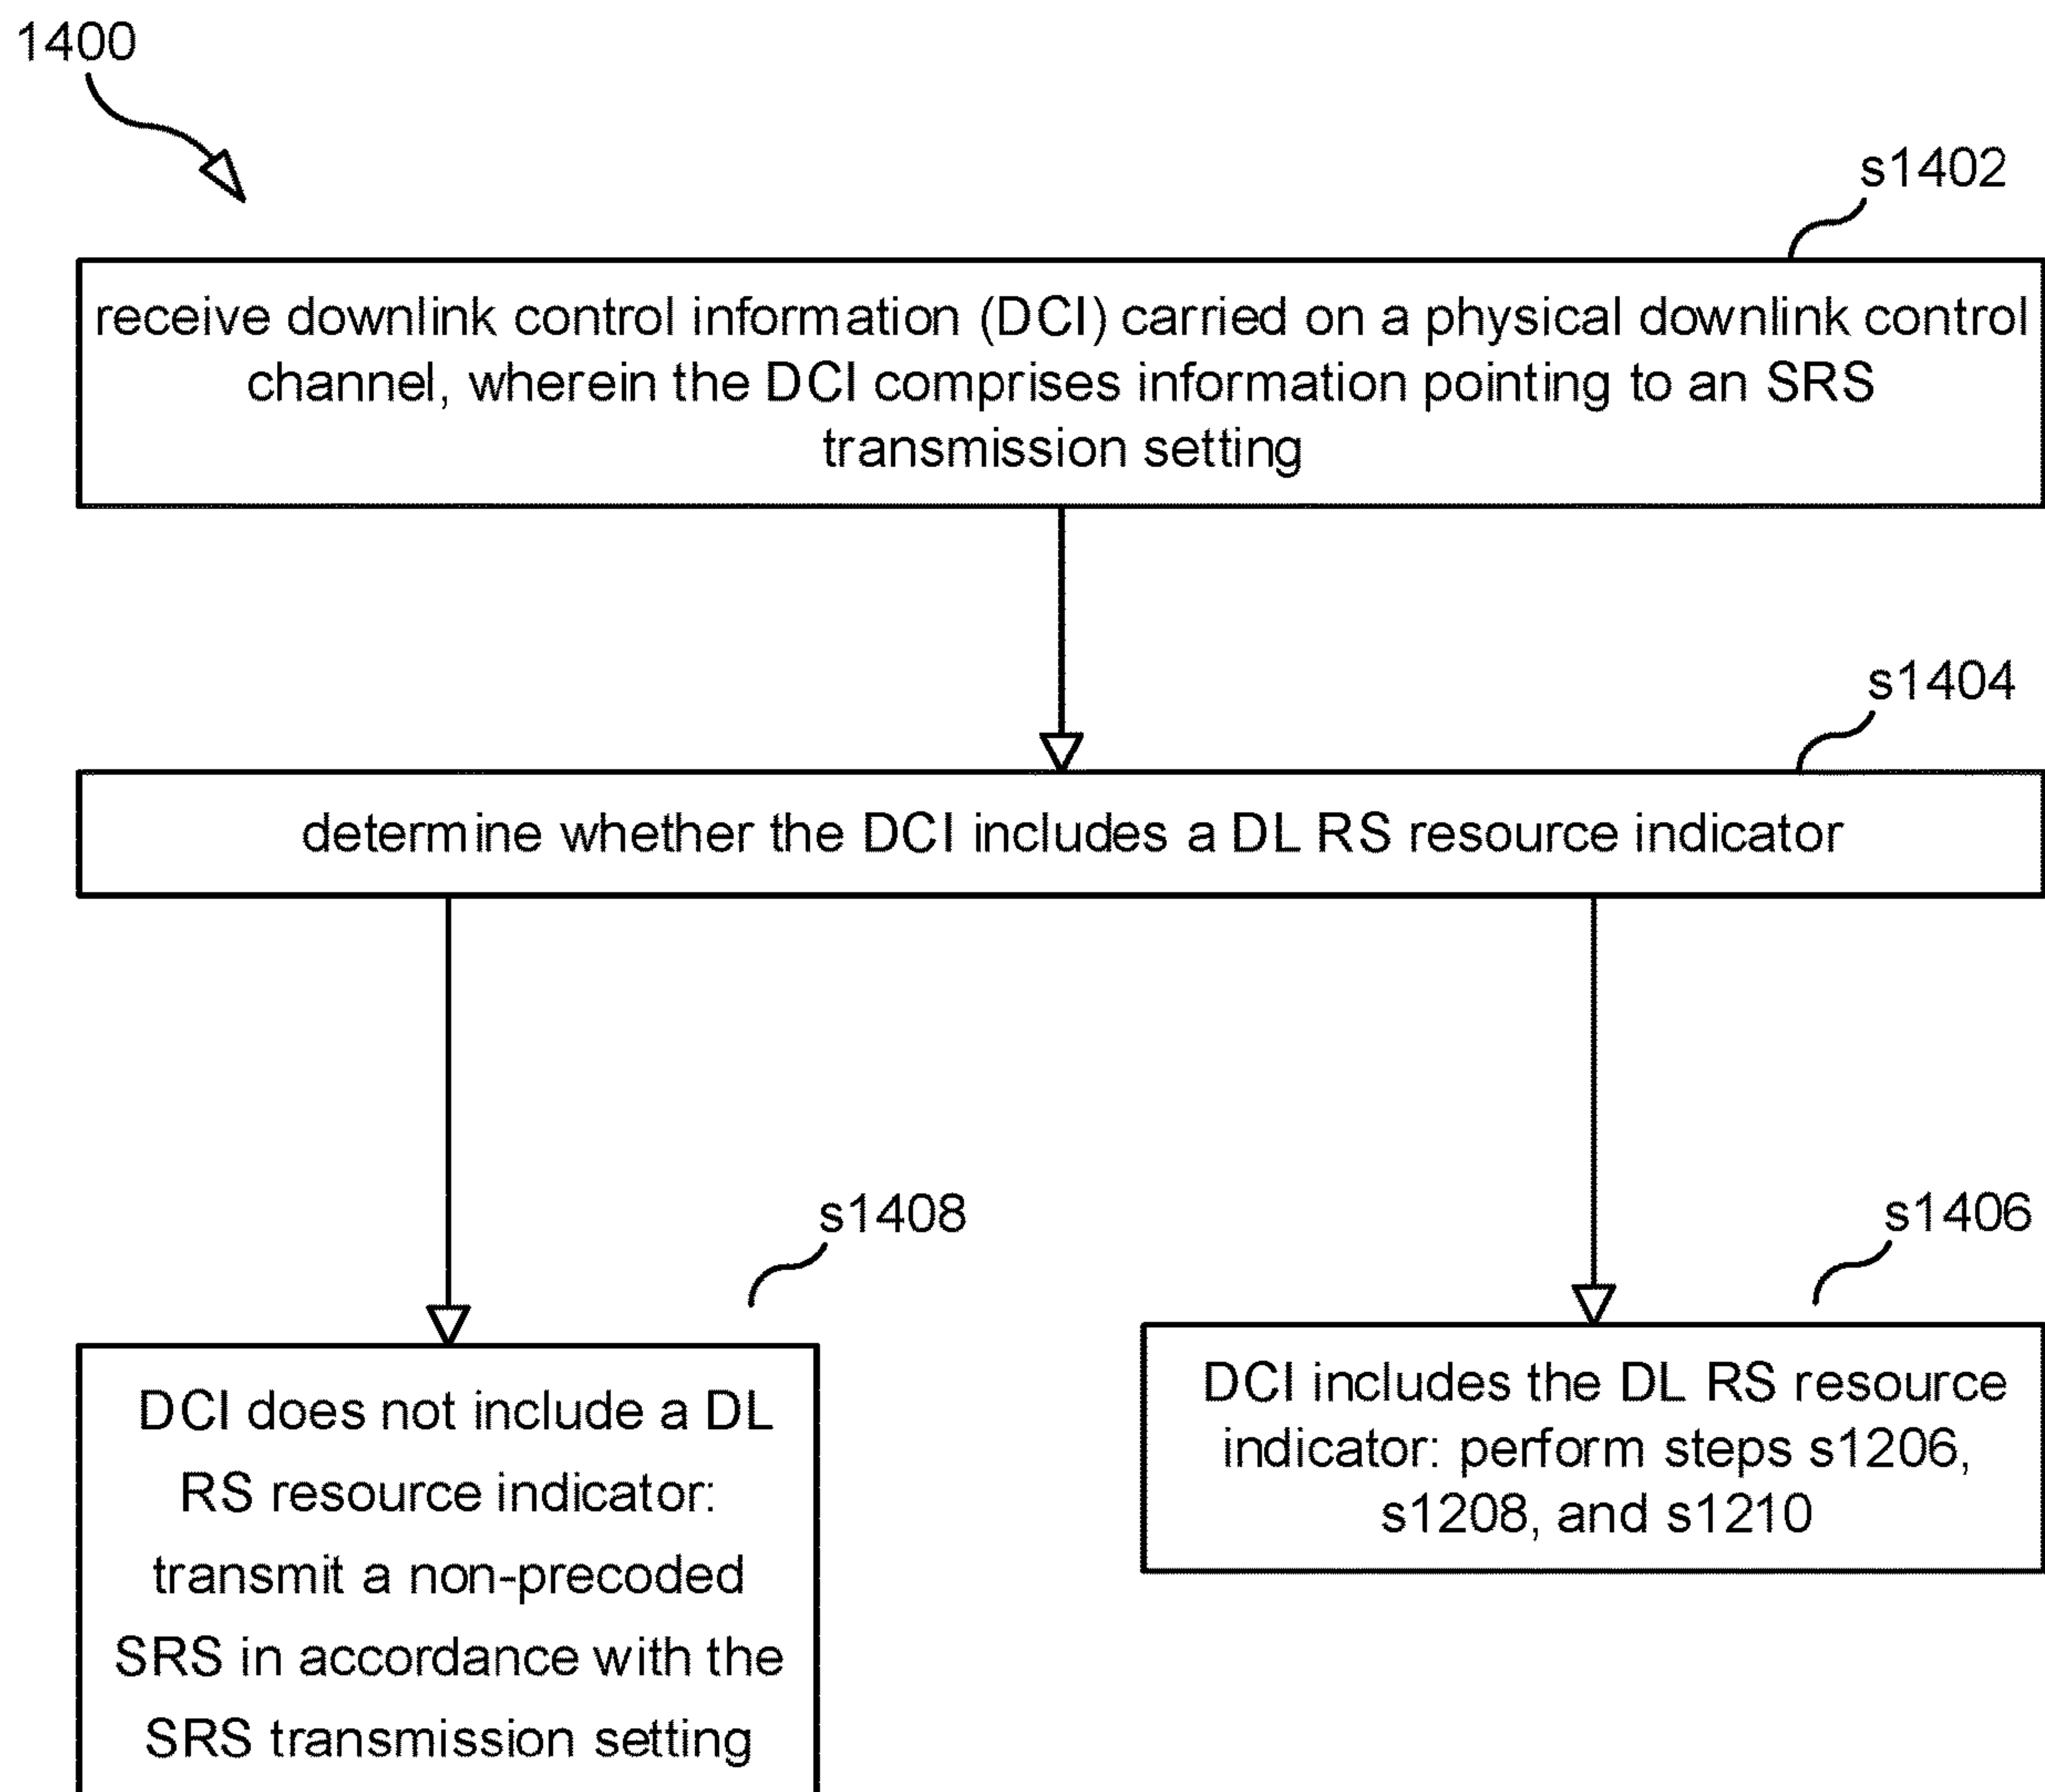 1400
s1402
receive downlink control information (DCI) carried on a physical downlink control
channel, wherein the DCI comprises information pointing to an SRS
transmission setting
s1404
determine whether the DCI includes a DL RS resource indicator
s1408
DCI does not include a DL
RS resource indicator:
transmit a non-precoded
SRS in accordance with the
SRS transmission setting
s1406
DCI includes the DL RS resource
indicator: perform steps s1206,
s1208, and s1210